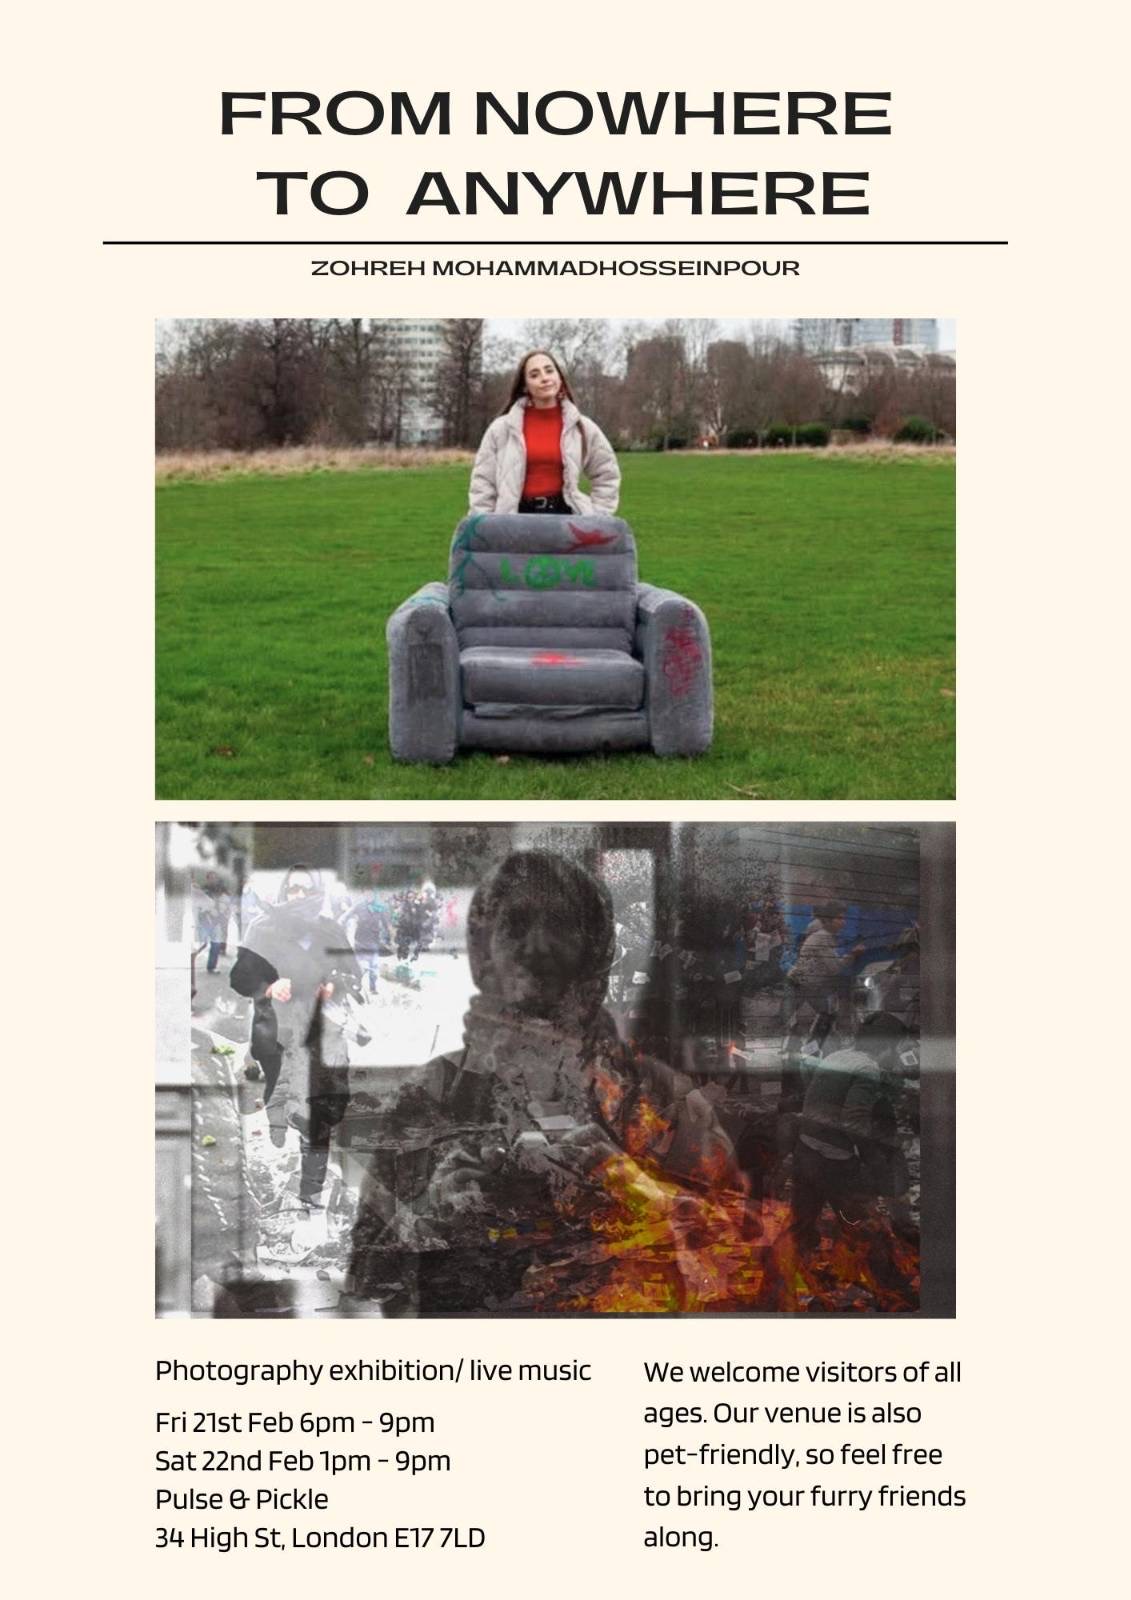 FROM NOWHERE
TO ANYWHERE
ZOHREH MOHAMMADHOSSEINPOUR
LOVE
Photography exhibition/ live music
Fri 21st Feb 6pm - 9pm
Sat 22nd Feb 1pm - 9pm
Pulse & Pickle
34 High St, London E17 7LD
We welcome visitors of all
ages. Our venue is also
pet-friendly, so feel free
to bring your furry friends
along.